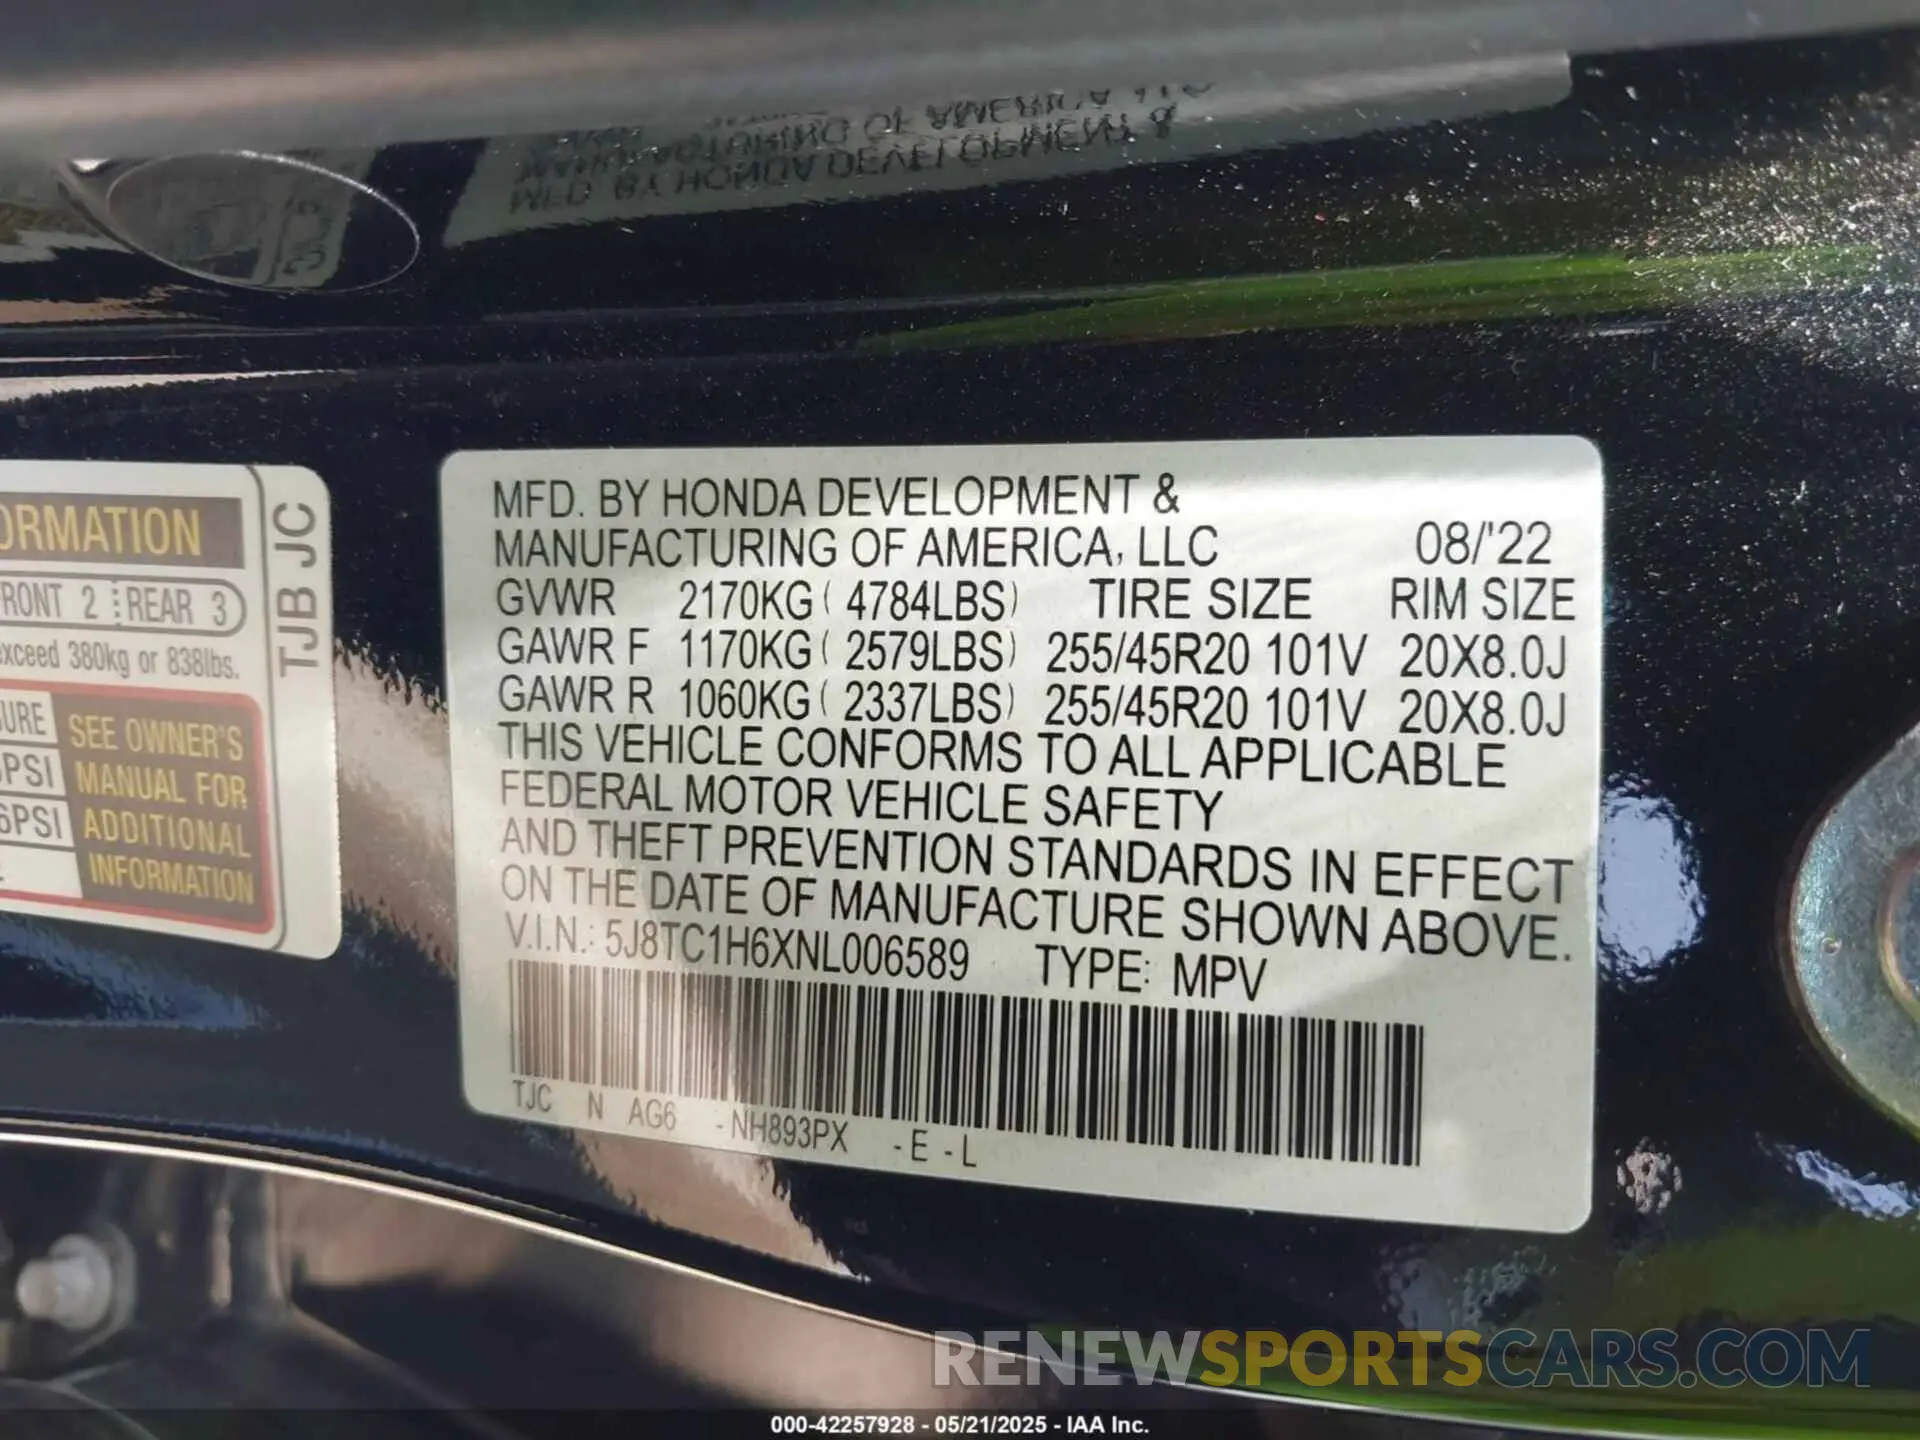 MFD. BY HONDA DEVELOPMENT &
MANUFACTURING OF AMERICA, LLC 08/'22
GVWR 2170KG ( 4784LBS) TIRE SIZE RIM SIZE
GAWR F 1170KG ( 2579LBS) 255/45R20 101V 20X8.0J
GAWR R 1060KG ( 2337LBS) 255/45R20 101V 20X8.0J
THIS VEHICLE CONFORMS TO ALL APPLICABLE
FEDERAL MOTOR VEHICLE SAFETY
AND THEFT PREVENTION STANDARDS IN EFFECT
ON THE DATE OF MANUFACTURE SHOWN ABOVE.
V.I.N.: 5J8TC1H6XNL006589 TYPE: MPV
TJC N AG6 -NH893PX -E -L
ORMATION
RONT 2 REAR 3
exceed 380kg or 838lbs.
URE
PSI
6PSI
SEE OWNER'S
MANUAL FOR
ADDITIONAL
INFORMATION
TJB JC
RENEWSPORTSCARS.COM
000-42257928 - 05/21/2025 - IAA Inc.